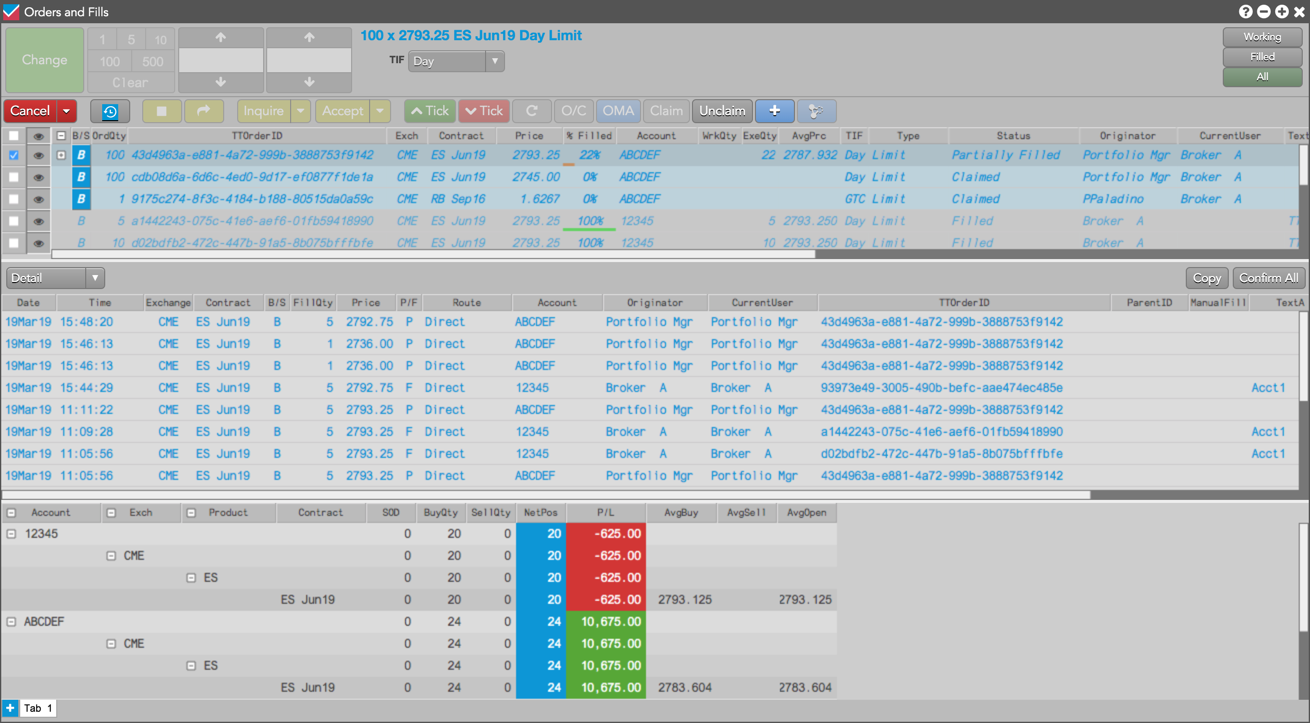 Orders and Fills
Change
1 5 10
100 500
Clear
100 x 2793.25 ES Jun19 Day Limit
TIF Day
Working
Filled
All
Cancel Inquire Accept Tick Tick O/C OMA Claim Unclaim +
B/S OrdQty TTOrderID Exch Contract Price % Filled Account WrkQty ExeQty AvgPrc TIF Type Status Originator CurrentUser Text
B 100 43d4963a-e881-4a72-999b-3888753f9142 CME ES Jun19 2793.25 22% ABCDEF 22 2787.932 Day Limit Partially Filled Portfolio Mgr Broker A
B 100 cdb08d6a-6d6c-4ed0-9d17-ef0877f1de1a CME ES Jun19 2745.00 0% ABCDEF Day Limit Claimed Portfolio Mgr Broker A
B 1 9175c274-8f3c-4184-b188-80515da0a59c CME RB Sep16 1.6267 0% ABCDEF GTC Limit Claimed PPaladino Broker A
B 5 a1442243-075c-41e6-aef6-01fb59418990 CME ES Jun19 2793.25 100% 12345 5 2793.250 Day Limit Filled Broker A Broker A
B 10 d02bdfb2-472c-447b-91a5-8b075bfffbfe CME ES Jun19 2793.25 100% 12345 10 2793.250 Day Limit Filled Broker A Broker A
Detail Copy Confirm All
Date Time Exchange Contract B/S FillQty Price P/F Route Account Originator CurrentUser TTOrderID ParentID ManualFill TextA
19Mar19 15:48:20 CME ES Jun19 B 5 2792.75 P Direct ABCDEF Portfolio Mgr Portfolio Mgr 43d4963a-e881-4a72-999b-3888753f9142
19Mar19 15:46:13 CME ES Jun19 B 1 2736.00 P Direct ABCDEF Portfolio Mgr Portfolio Mgr 43d4963a-e881-4a72-999b-3888753f9142
19Mar19 15:46:13 CME ES Jun19 B 1 2736.00 P Direct ABCDEF Portfolio Mgr Portfolio Mgr 43d4963a-e881-4a72-999b-3888753f9142
19Mar19 15:44:29 CME ES Jun19 B 5 2792.75 F Direct 12345 Broker A Broker A 93973e49-3005-490b-befc-aae474ec485e Acct1
19Mar19 11:11:22 CME ES Jun19 B 5 2793.25 P Direct ABCDEF Portfolio Mgr Portfolio Mgr 43d4963a-e881-4a72-999b-3888753f9142
19Mar19 11:09:28 CME ES Jun19 B 5 2793.25 F Direct 12345 Broker A Broker A a1442243-075c-41e6-aef6-01fb59418990 Acct1
19Mar19 11:05:56 CME ES Jun19 B 5 2793.25 F Direct 12345 Broker A Broker A d02bdfb2-472c-447b-91a5-8b075bfffbfe Acct1
19Mar19 11:05:56 CME ES Jun19 B 5 2793.25 P Direct ABCDEF Portfolio Mgr Portfolio Mgr 43d4963a-e881-4a72-999b-3888753f9142
Account Exch Product Contract SOD BuyQty SellQty NetPos P/L AvgBuy AvgSell AvgOpen
12345 0 20 0 20 -625.00
CME 0 20 0 20 -625.00
ES 0 20 0 20 -625.00
ES Jun19 0 20 0 20 -625.00 2793.125 2793.125
ABCDEF 0 24 0 24 10,675.00
CME 0 24 0 24 10,675.00
ES 0 24 0 24 10,675.00
ES Jun19 0 24 0 24 10,675.00 2783.604 2783.604
+ Tab 1